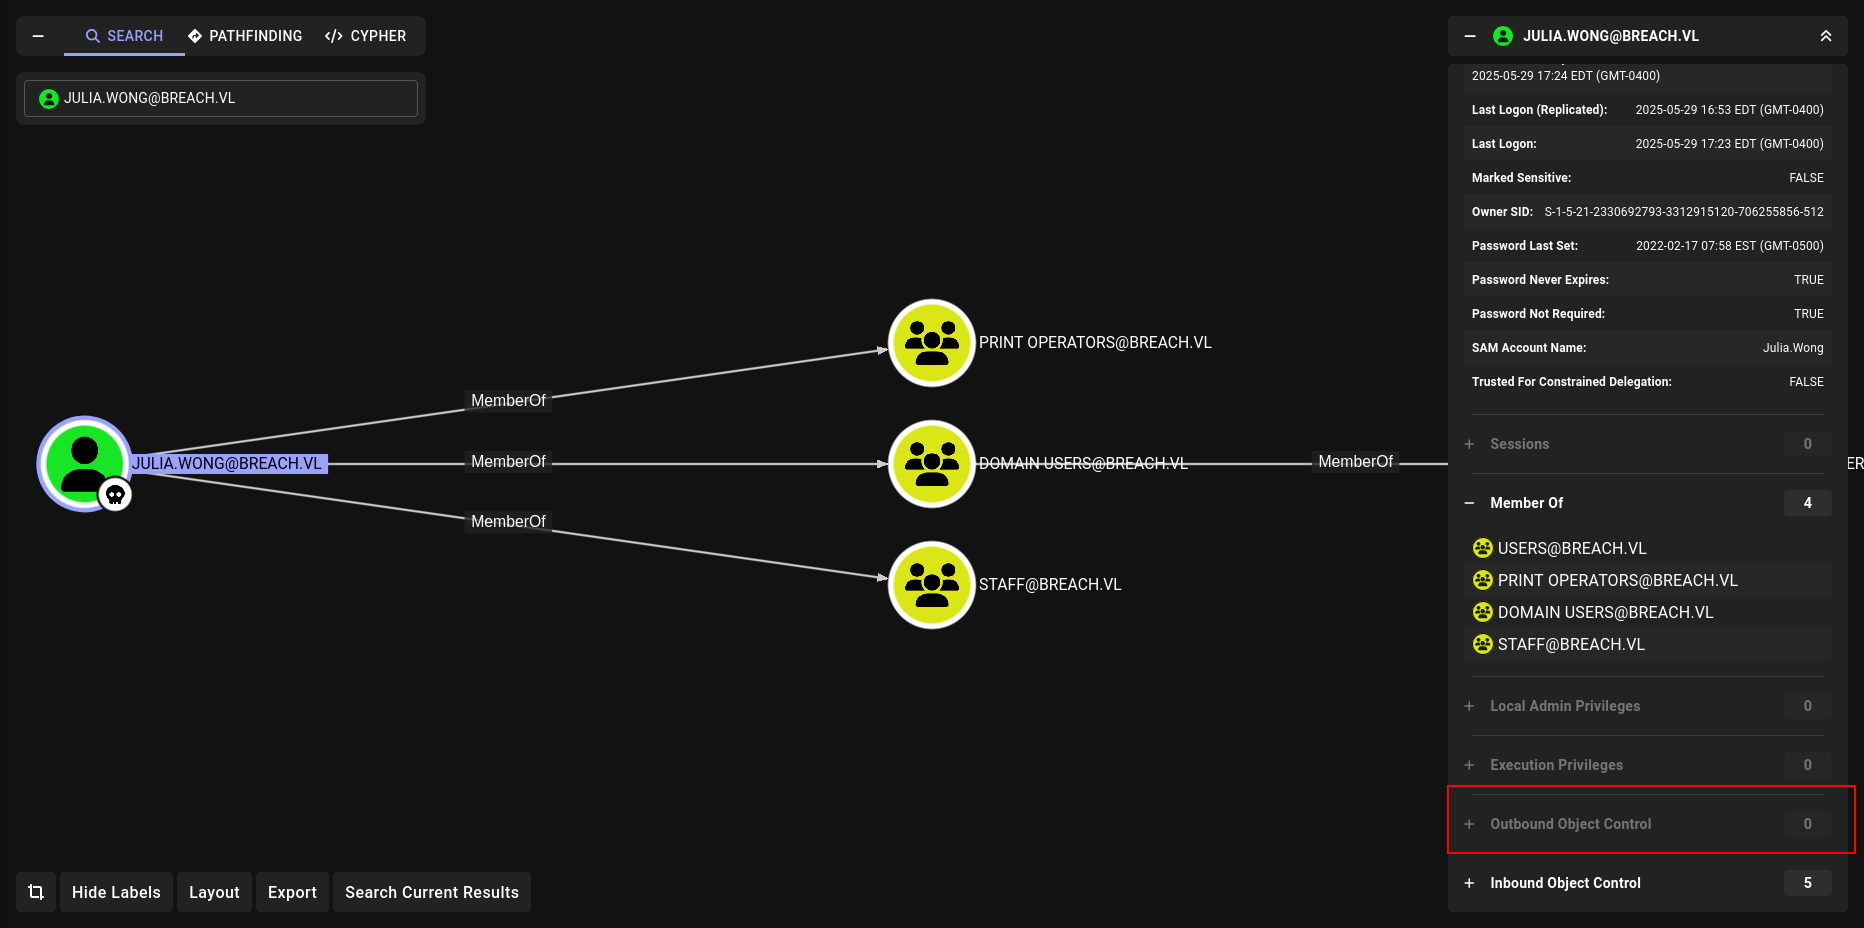 SEARCH
PATHFINDING
CYPHER
JULIA.WONG@BREACH.VL
MemberOf
MemberOf
MemberOf
MemberOf
JULIA.WONG@BREACH.VL
PRINT OPERATORS@BREACH.VL
DOMAIN USERS@BREACH.VL
STAFF@BREACH.VL
ER
Hide Labels
Layout
Export
Search Current Results
JULIA.WONG@BREACH.VL
2025-05-29 17:24 EDT (GMT-0400)
Last Logon (Replicated): 2025-05-29 16:53 EDT (GMT-0400)
Last Logon: 2025-05-29 17:23 EDT (GMT-0400)
Marked Sensitive: FALSE
Owner SID: S-1-5-21-2330692793-3312915120-706255856-512
Password Last Set: 2022-02-17 07:58 EST (GMT-0500)
Password Never Expires: TRUE
Password Not Required: TRUE
SAM Account Name: Julia.Wong
Trusted For Constrained Delegation: FALSE
Sessions 0
Member Of 4
USERS@BREACH.VL
PRINT OPERATORS@BREACH.VL
DOMAIN USERS@BREACH.VL
STAFF@BREACH.VL
Local Admin Privileges 0
Execution Privileges 0
Outbound Object Control 0
Inbound Object Control 5